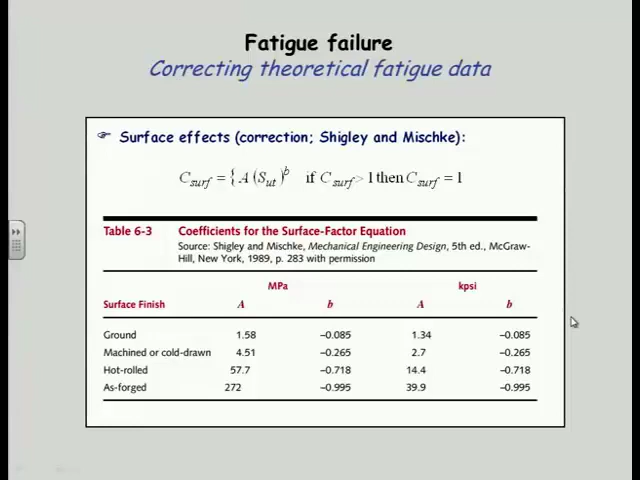 Fatigue failure
Correcting theoretical fatigue data
☞ Surface effects (correction; Shigley and Mischke):
C_surf = { A (S_ut)^b if C_surf > 1 then C_surf = 1
Table 6-3 Coefficients for the Surface-Factor Equation
Source: Shigley and Mischke, Mechanical Engineering Design, 5th ed., McGraw-
Hill, New York, 1989, p. 283 with permission
MPa kpsi
Surface Finish A b A b
Ground 1.58 –0.085 1.34 –0.085
Machined or cold-drawn 4.51 –0.265 2.7 –0.265
Hot-rolled 57.7 –0.718 14.4 –0.718
As-forged 272 –0.995 39.9 –0.995